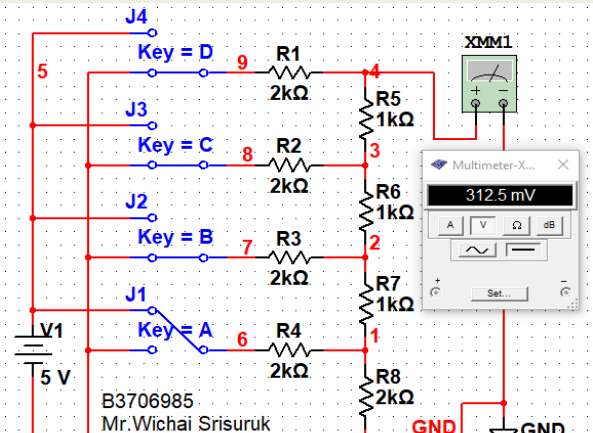 J4
XMM1
Key = D
5
9
R1
4
2kΩ
R5
1kΩ
J3
Key = C
8
R2
3
2kΩ
R6
1kΩ
Multimeter-X...
312.5 mV
A V Ω dB
+ -
Set...
J2
Key = B
7
R3
2
2kΩ
R7
1kΩ
J1
Key = A
V1
6
R4
1
2kΩ
5 V
R8
2kΩ
B3706985
Mr.Wichai Srisuruk
GND
GND